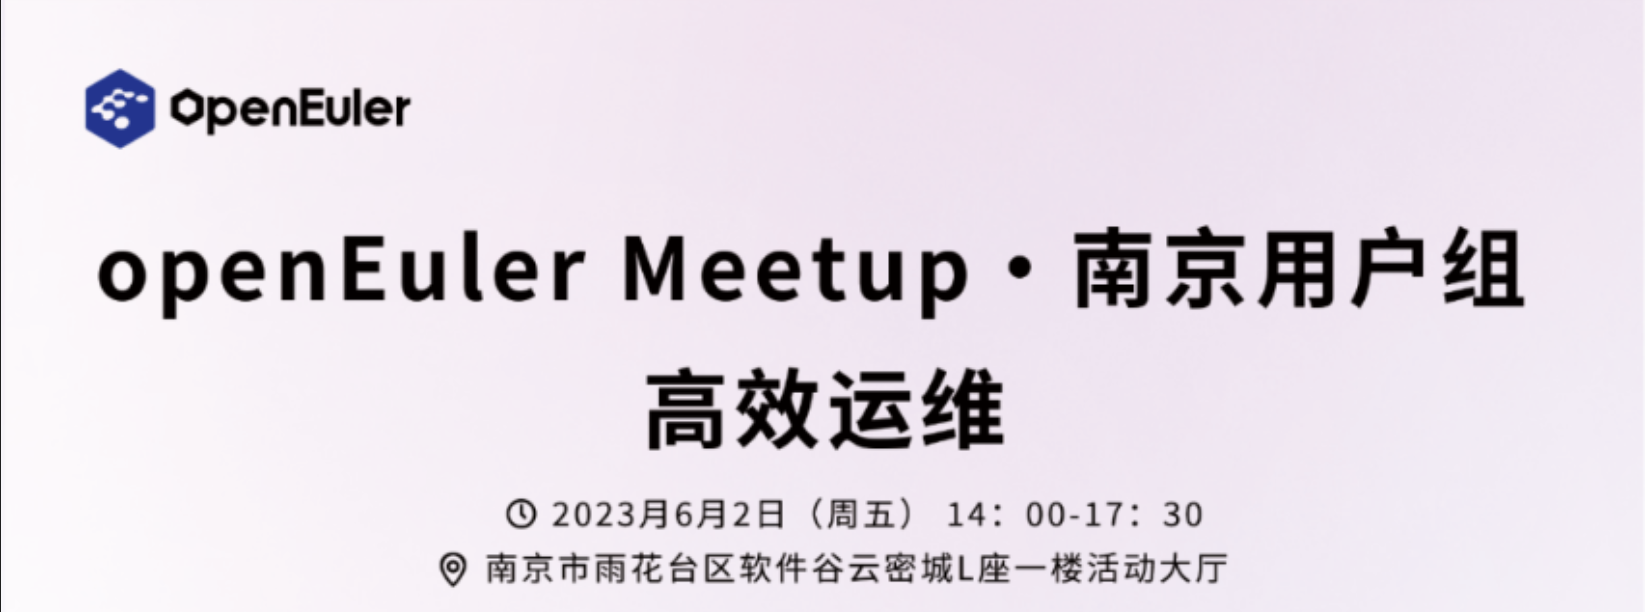 OpenEuler
openEuler Meetup·南京用户组
高效运维
2023月6月2日（周五） 14：00-17：30
南京市雨花台区软件谷云密城L座一楼活动大厅